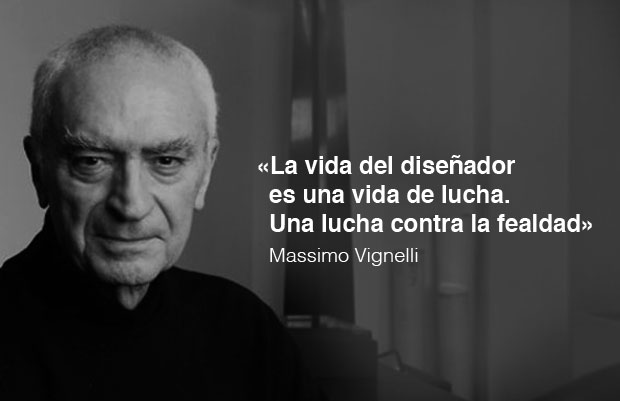 «La vida del diseñador
es una vida de lucha.
Una lucha contra la fealdad»
Massimo Vignelli